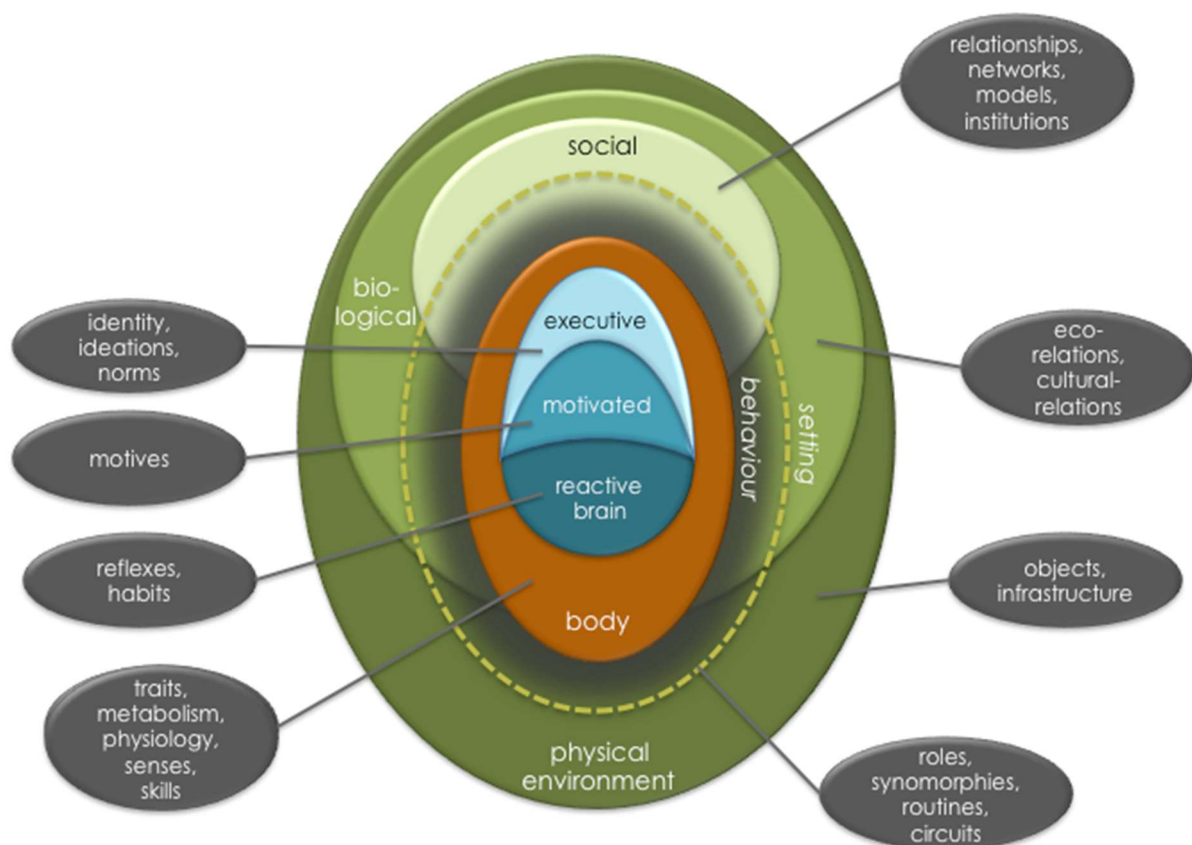 relationships,
networks,
models,
institutions
social
bio-
logical
identity,
ideations,
norms
executive
eco-
relations,
cultural-
relations
motivated
behaviour
setting
motives
reactive
brain
reflexes,
habits
objects,
infrastructure
body
traits,
metabolism,
physiology,
senses,
skills
physical
environment
roles,
synomorphies,
routines,
circuits